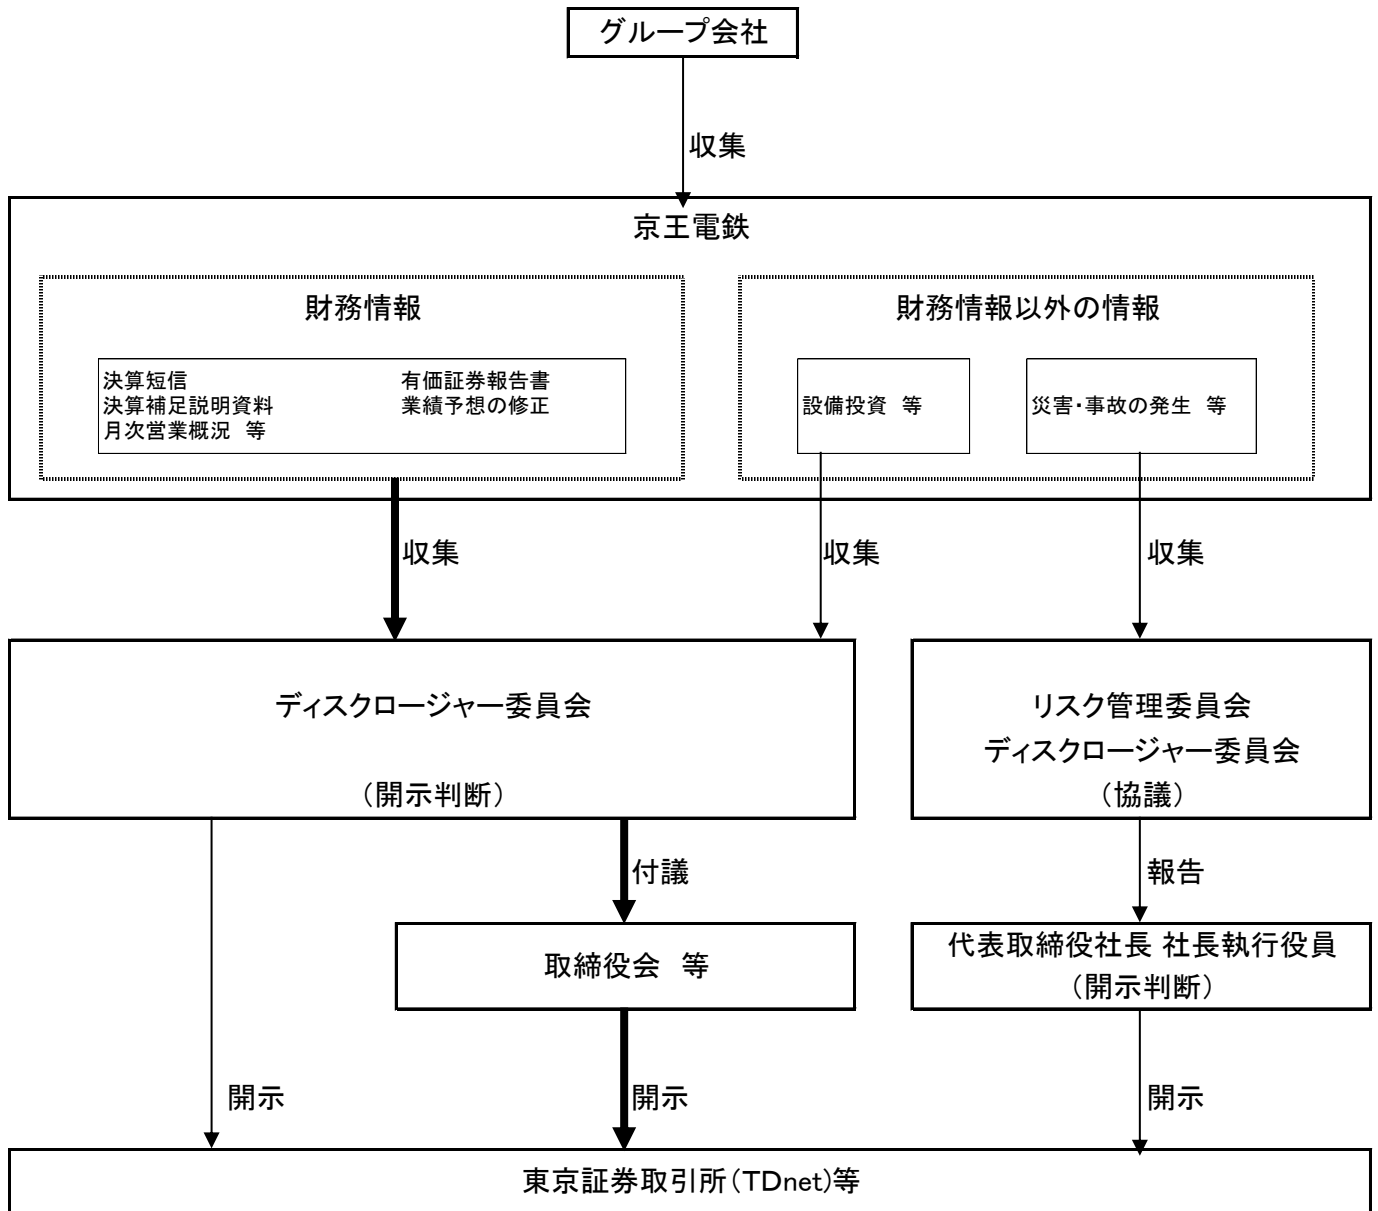 グループ会社
収集
京王電鉄
財務情報
決算短信 有価証券報告書
決算補足説明資料 業績予想の修正
月次営業概況 等
財務情報以外の情報
設備投資 等
災害・事故の発生 等
収集
収集
収集
ディスクロージャー委員会
（開示判断）
リスク管理委員会
ディスクロージャー委員会
（協議）
付議
報告
取締役会 等
代表取締役社長 社長執行役員
（開示判断）
開示
開示
開示
東京証券取引所（TDnet）等